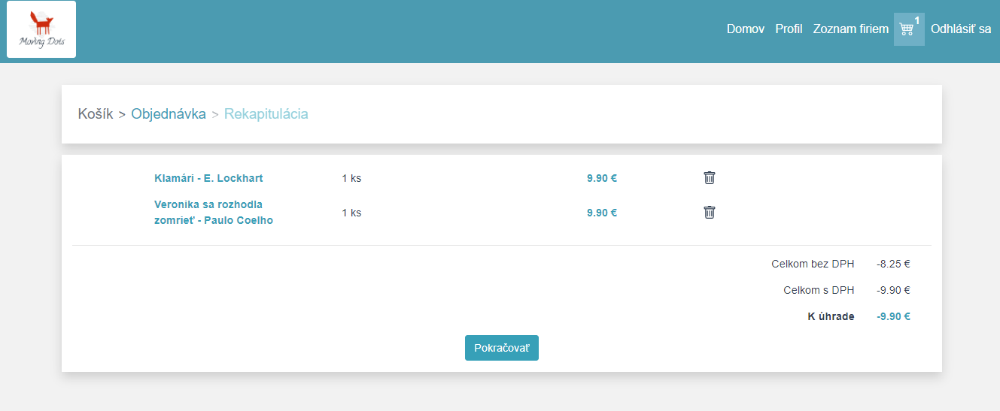 Moving Dots
Domov Profil Zoznam firiem 1 Odhlásiť sa
Košík > Objednávka > Rekapitulácia
Klamári - E. Lockhart 1 ks 9.90 €
Veronika sa rozhodla
zomrieť - Paulo Coelho 1 ks 9.90 €
Celkom bez DPH -8.25 €
Celkom s DPH -9.90 €
K úhrade -9.90 €
Pokračovať